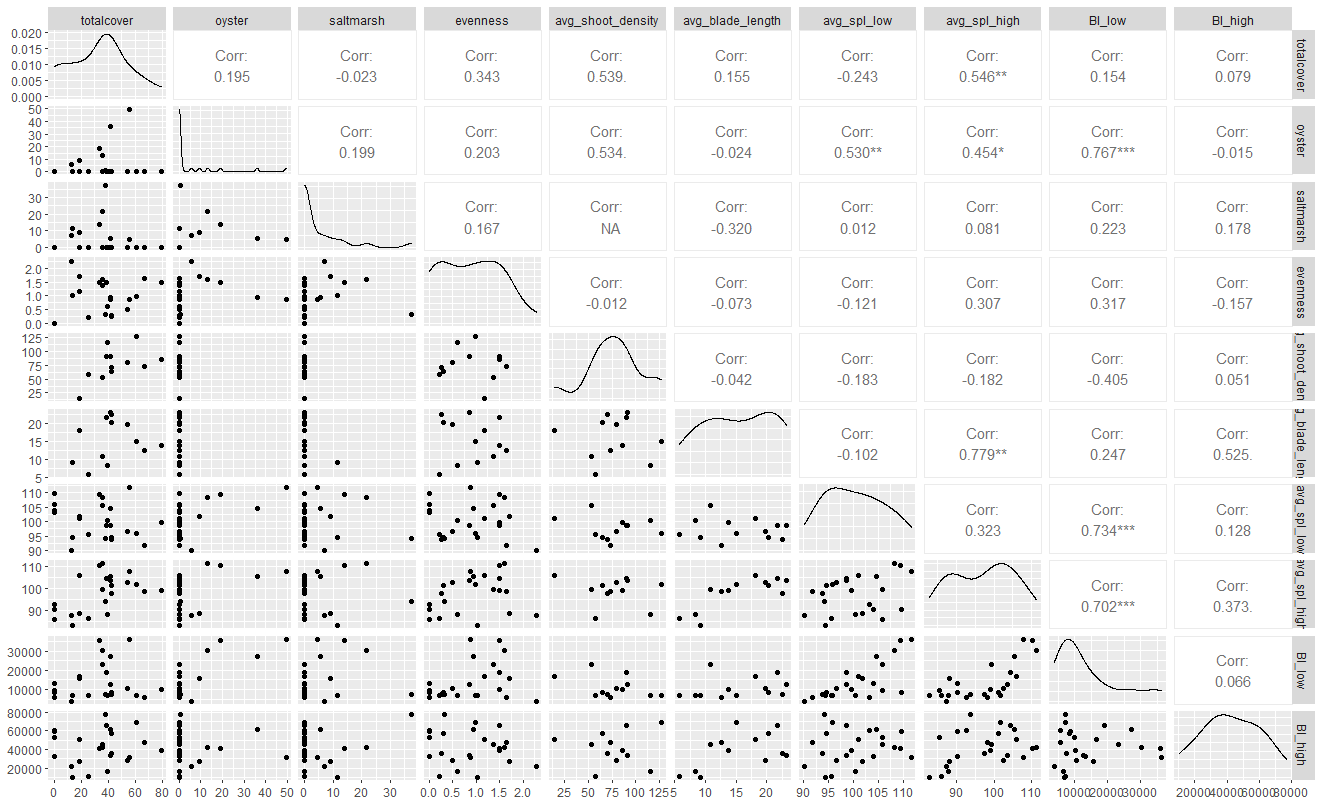 totalcover oyster saltmarsh evenness avg_shoot_density avg_blade_length avg_spl_low avg_spl_high BI_low BI_high
0.020
0.015
0.010
0.005
0.000
Corr: Corr: Corr: Corr: Corr: Corr: Corr: Corr: Corr:
0.195 -0.023 0.343 0.539. 0.155 -0.243 0.546** 0.154 0.079
totalcover
50
40
30
20
10
0
Corr: Corr: Corr: Corr: Corr: Corr: Corr: Corr:
0.199 0.203 0.534. -0.024 0.530** 0.454* 0.767*** -0.015
oyster
30
20
10
0
Corr: Corr: Corr: Corr: Corr: Corr: Corr:
0.167 NA -0.320 0.012 0.081 0.223 0.178
saltmarsh
2.0
1.5
1.0
0.5
0.0
Corr: Corr: Corr: Corr: Corr: Corr:
-0.012 -0.073 -0.121 0.307 0.317 -0.157
evenness
125
100
75
50
25
Corr: Corr: Corr: Corr: Corr:
-0.042 -0.183 -0.182 -0.405 0.051
g_shoot_den
20
15
10
5
Corr: Corr: Corr: Corr:
-0.102 0.779** 0.247 0.525.
g_blade_leng
110
105
100
95
90
Corr: Corr: Corr:
0.323 0.734*** 0.128
avg_spl_low
110
100
90
Corr: Corr:
0.702*** 0.373.
avg_spl_high
30000
20000
10000
Corr:
0.066
BI_low
80000
60000
40000
20000
BI_high
0 20 40 60 80 0 10 20 30 40 50 0 10 20 30 0.0 0.5 1.0 1.5 2.0 25 50 75 100 125 10 15 20 90 95 100 105 110 90 100 110 10000 20000 30000 20000 40000 60000 80000